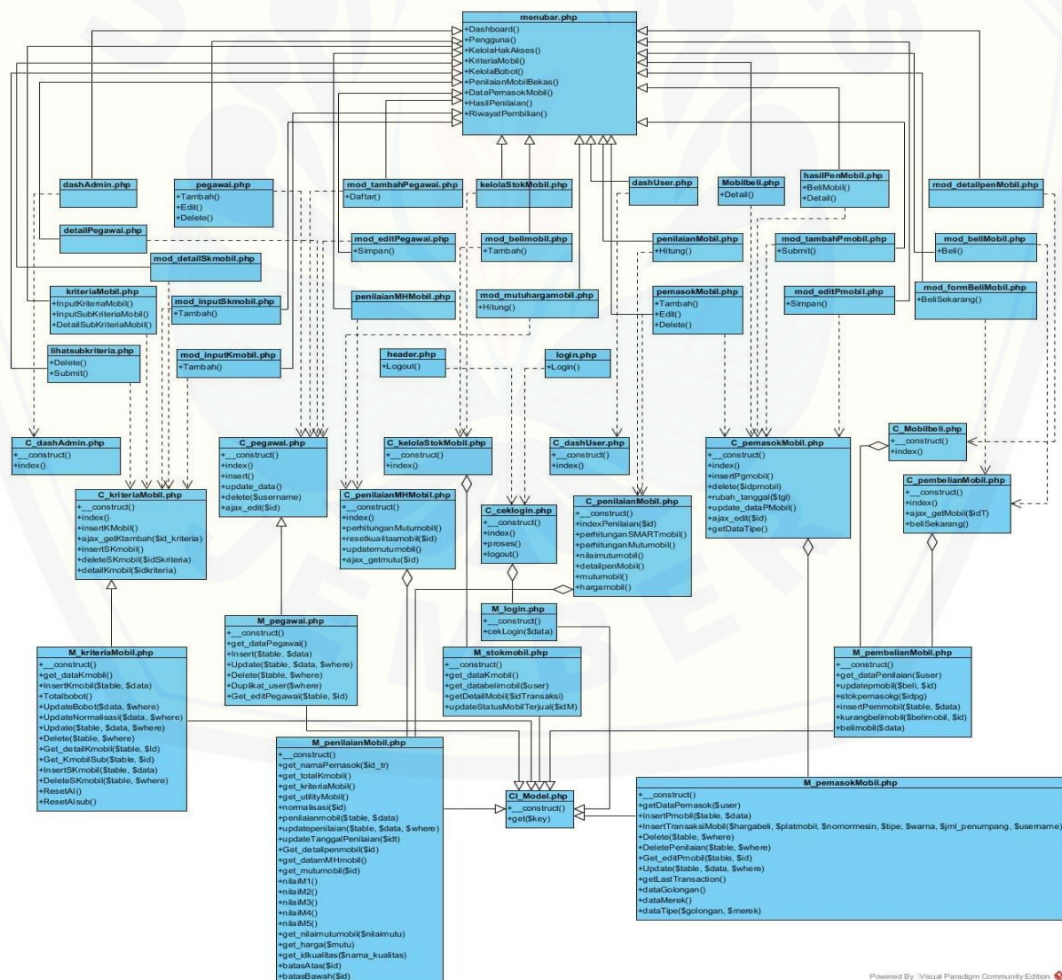 menubar.php
+Dashboard()
+Pengguna()
+KelolaHakAkses()
+KriteriaMobil()
+KelolaBobot()
+PenilaianMobilBekas()
+DataPemasokMobil()
+HasilPenilaian()
+RiwayatPembilian()
dashAdmin.php
pegawai.php
+Tambah()
+Edit()
+Delete()
mod_tambahPegawai.php
+Daftar()
kelolaStokMobil.php
dashUser.php
Mobilbeli.php
+Detail()
hasilPenMobil.php
+BeliMobil()
+Detail()
mod_detailpenMobil.php
detailPegawai.php
mod_editPegawai.php
+Simpan()
mod_belimobil.php
+Tambah()
penilaianMobil.php
+Hitung()
mod_tambahPmobil.php
+Submit()
mod_beliMobil.php
+Beli()
mod_detailSkmobil.php
kriteriaMobil.php
+InputKriteriaMobil()
+InputSubKriteriaMobil()
+DetailSubKriteriaMobil()
mod_inputSkmobil.php
+Tambah()
penilaianMHMobil.php
mod_mutuhargamobil.php
+Hitung()
pemasokMobil.php
+Tambah()
+Edit()
+Delete()
mod_editPmobil.php
+Simpan()
mod_formBeliMobil.php
+BeliSekarang()
lihatsubkriteria.php
+Delete()
+Submit()
mod_inputKmobil.php
+Tambah()
header.php
+Logout()
login.php
+Login()
C_dashAdmin.php
+__construct()
+index()
C_pegawai.php
+__construct()
+index()
+insert()
+update_data()
+delete($username)
+ajax_edit($id)
C_kelolaStokMobil.php
+__construct()
+index()
C_dashUser.php
+__construct()
+index()
C_pemasokMobil.php
+__construct()
+index()
+insertPgmobil()
+delete($idpmobil)
+rubah_tanggal($tgl)
+update_dataPMobil()
+ajax_edit($id)
+getDataTipe()
C_Mobilbeli.php
+__construct()
+index()
C_kriteriaMobil.php
+__construct()
+index()
+insertKMobil()
+ajax_getKtambah($id_kriteria)
+insertSKmobil()
+deleteSKmobil($idSkriteria)
+detailKmobil($idkriteria)
C_penilaianMHMobil.php
+__construct()
+index()
+perhitunganMutumobil()
+resetkualitasmobil($id)
+updatemutumobil()
+ajax_getmutu($id)
C_ceklogin.php
+__construct()
+index()
+proses()
+logout()
C_penilaianMobil.php
+__construct()
+indexPenilaian($id)
+perhitunganSMARTmobil()
+perhitunganMutumobil()
+nilaimutumobil()
+detailpenMobil()
+mutumobil()
+hargamobil()
C_pembelianMobil.php
+__construct()
+index()
+ajax_getMobil($idT)
+beliSekarang()
M_login.php
+__construct()
+cekLogin($data)
M_pegawai.php
+__construct()
+get_dataPegawai()
+Insert($table, $data)
+Update($table, $data, $where)
+Delete($table, $where)
+Duplikat_user($where)
+Get_editPegawai($table, $id)
M_kriteriaMobil.php
+__construct()
+get_dataKmobil()
+InsertKmobil($table, $data)
+Totalbobot()
+UpdateBobot($data, $where)
+UpdateNormalisasi($data, $where)
+Update($table, $data, $where)
+Delete($table, $where)
+Get_detailKmobil($table, $Id)
+Get_KmobilSub($table, $id)
+InsertSKmobil($table, $data)
+DeleteSKmobil($table, $where)
+ResetAI()
+ResetAIsub()
M_stokmobil.php
+__construct()
+get_dataKmobil()
+get_databelimobil($user)
+getDetailMobil($idTransaksi)
+updateStatusMobilTerjual($idM)
M_pembelianMobil.php
+__construct()
+get_dataPenilaian($user)
+updatepmobil($beli, $id)
+stokpemasokg($idpg)
+insertPemmobil($table, $data)
+kurangbelimobil($belimobil, $id)
+belimobil($data)
M_penilaianMobil.php
+__construct()
+get_namaPemasok($id_tr)
+get_totalKmobil()
+get_kriteriaMobil()
+get_utilityMobil()
+normalisasi($id)
+penilaianmobil($table, $data)
+updatepenilaian($table, $data, $where)
+updateTanggalPenilaian($idt)
+Get_detailpenmobil($id)
+get_datamMHmobil()
+get_mutumobil($id)
+nilaiM1()
+nilaiM2()
+nilaiM3()
+nilaiM4()
+nilaiM5()
+get_nilaimutumobil($nilaimutu)
+get_harga($mutu)
+get_idkualitas($nama_kualitas)
+batasAtas($id)
+batasBawah($id)
CI_Model.php
+__construct()
+get($key)
M_pemasokMobil.php
+__construct()
+getDataPemasok($user)
+InsertPmobil($table, $data)
+InsertTransaksiMobil($hargabeli, $platmobil, $nomormesin, $tipe, $warna, $jml_penumpang, $username)
+Delete($table, $where)
+DeletePenilaian($table, $where)
+Get_editPmobil($table, $id)
+Update($table, $data, $where)
+getLastTransaction()
+dataGolongan()
+dataMerek()
+dataTipe($golongan, $merek)
Powered By Visual Paradigm Community Edition